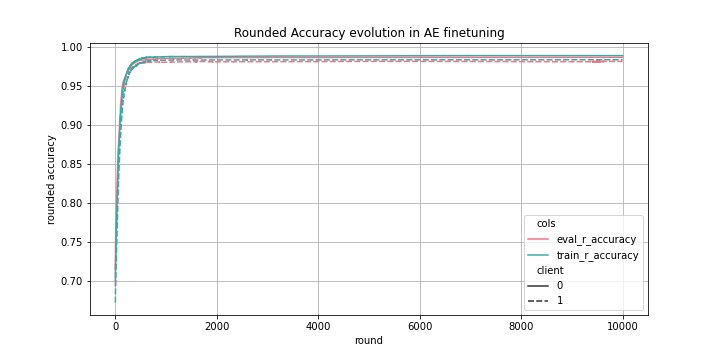 Rounded Accuracy evolution in AE finetuning
rounded accuracy
1.00
0.95
0.90
0.85
0.80
0.75
0.70
0
2000
4000
6000
8000
10000
round
cols
eval_r_accuracy
train_r_accuracy
client
0
1